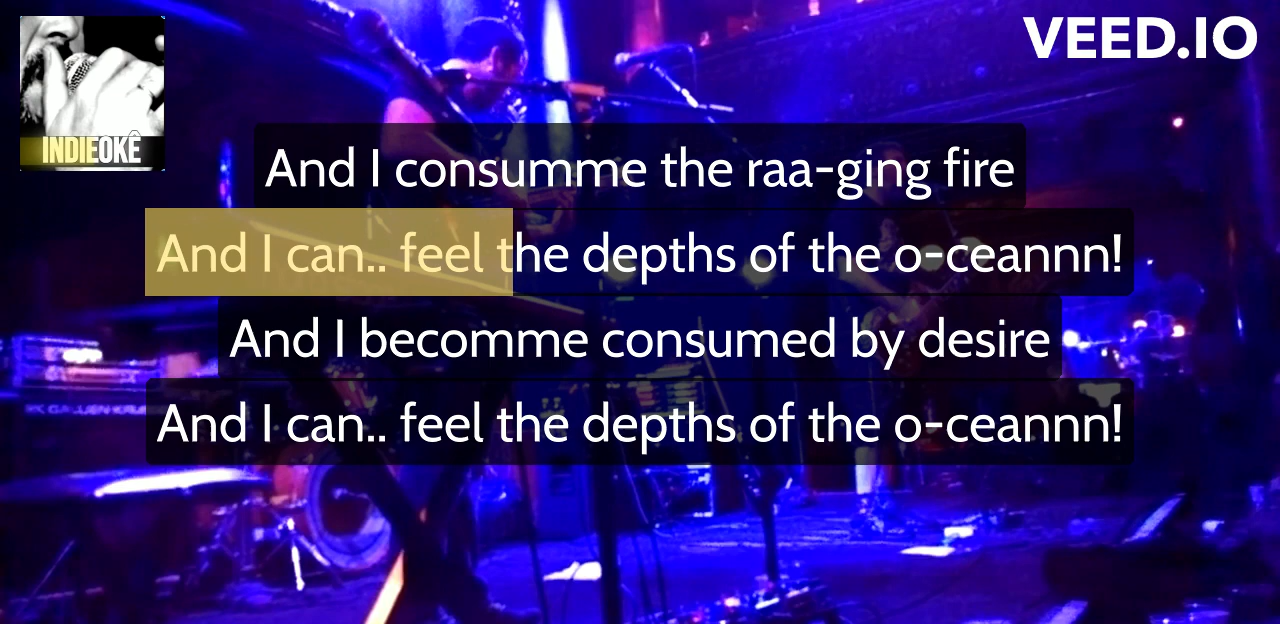 VEED.IO
INDIEOKÊ
And I consumme the raa-ging fire
And I can.. feel the depths of the o-ceannn!
And I becomme consumed by desire
And I can.. feel the depths of the o-ceannn!